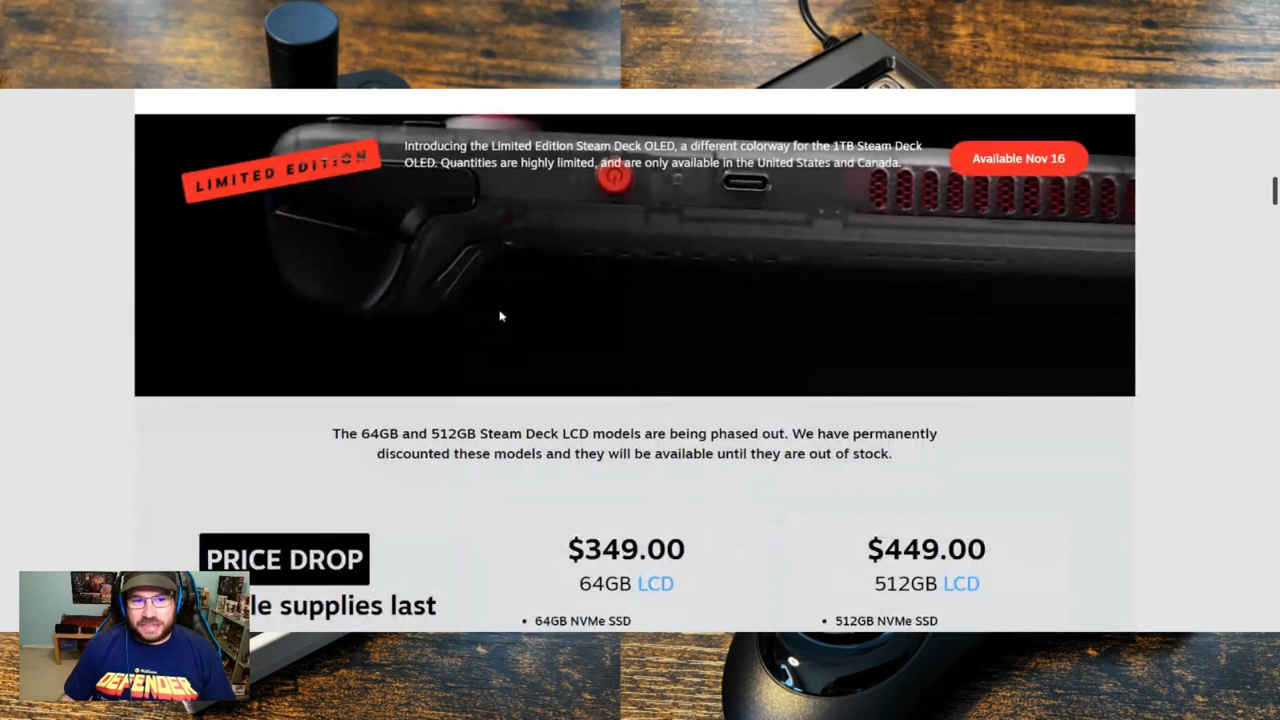 LIMITED EDITION
Introducing the Limited Edition Steam Deck OLED, a different colorway for the 1TB Steam Deck
OLED. Quantities are highly limited, and are only available in the United States and Canada.
Available Nov 16
The 64GB and 512GB Steam Deck LCD models are being phased out. We have permanently
discounted these models and they will be available until they are out of stock.
PRICE DROP
le supplies last
$349.00
64GB LCD
• 64GB NVMe SSD
$449.00
512GB LCD
• 512GB NVMe SSD
DEFENDER